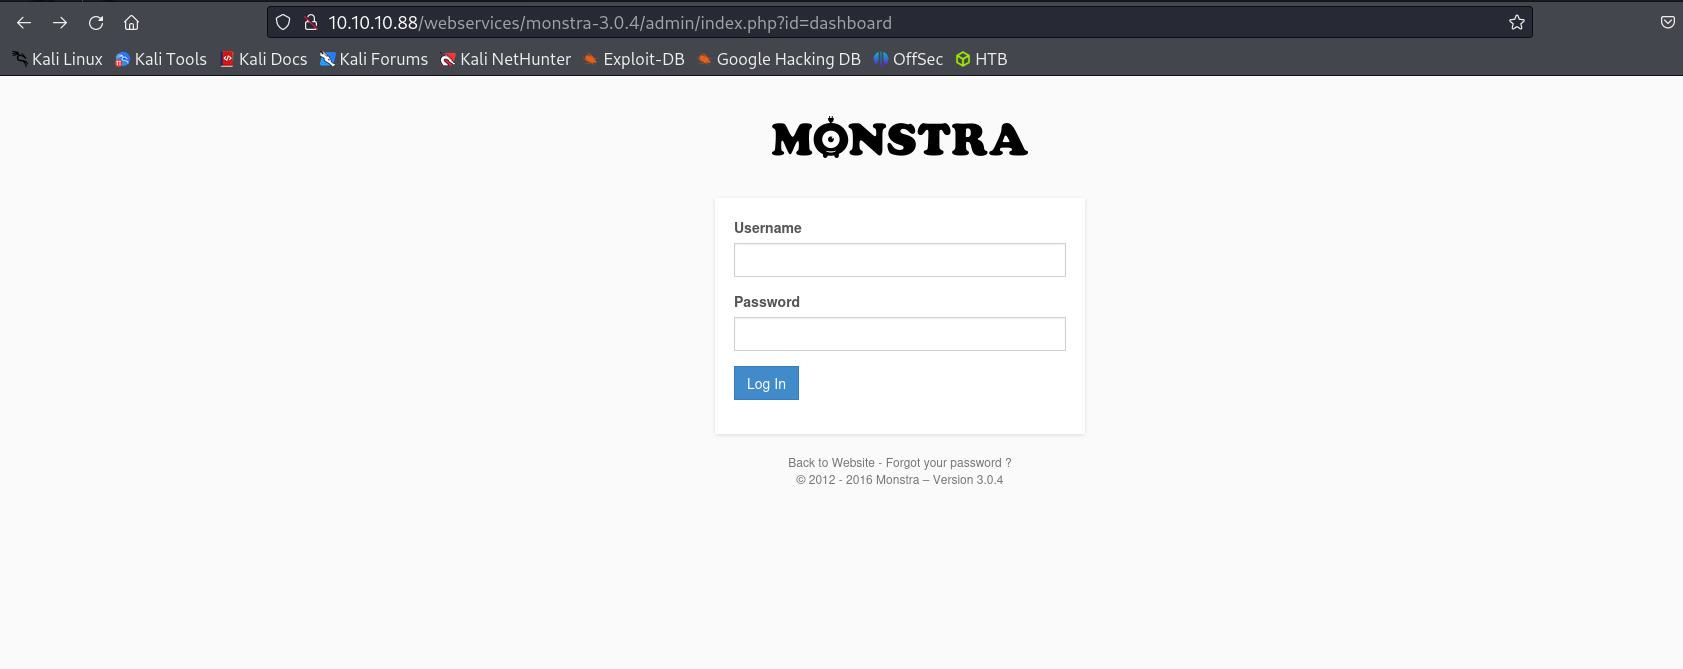 10.10.10.88/webservices/monstra-3.0.4/admin/index.php?id=dashboard
Kali Linux Kali Tools Kali Docs Kali Forums Kali NetHunter Exploit-DB Google Hacking DB OffSec HTB
MONSTRA
Username
Password
Log In
Back to Website - Forgot your password ?
© 2012 - 2016 Monstra – Version 3.0.4